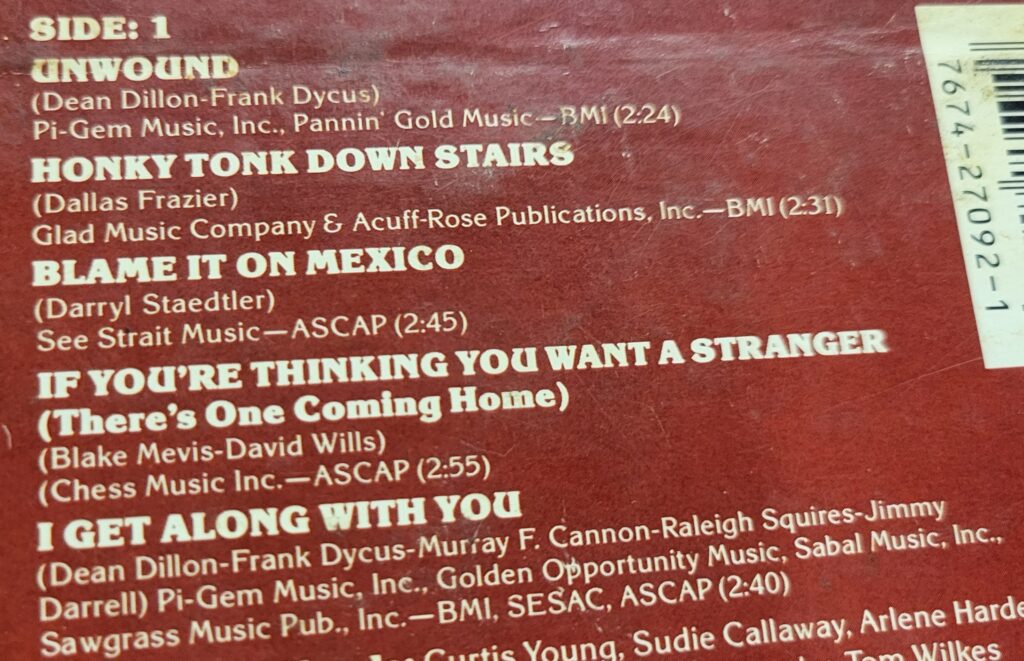 SIDE: 1
UNWOUND
(Dean Dillon-Frank Dycus)
Pi-Gem Music, Inc., Pannin' Gold Music—BMI (2:24)
HONKY TONK DOWN STAIRS
(Dallas Frazier)
Glad Music Company & Acuff-Rose Publications, Inc.—BMI (2:31)
BLAME IT ON MEXICO
(Darryl Staedtler)
See Strait Music—ASCAP (2:45)
IF YOU'RE THINKING YOU WANT A STRANGER
(There's One Coming Home)
(Blake Mevis-David Wills)
(Chess Music Inc.—ASCAP (2:55)
I GET ALONG WITH YOU
(Dean Dillon-Frank Dycus-Murray F. Cannon-Raleigh Squires-Jimmy
Darrell) Pi-Gem Music, Inc., Golden Opportunity Music, Sabal Music, Inc.,
Sawgrass Music Pub., Inc.—BMI, SESAC, ASCAP (2:40)
Curtis Young, Sudie Callaway, Arlene Harde
Tom Wilkes
7674-27092-1